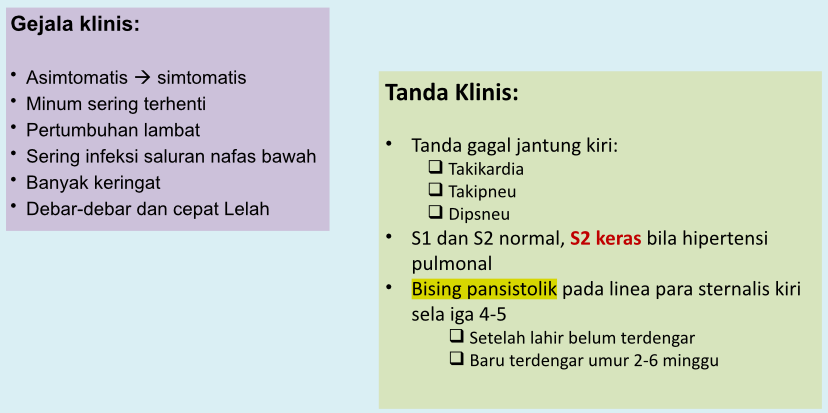 Gejala klinis:
• Asimtomatis → simtomatis
• Minum sering terhenti
• Pertumbuhan lambat
• Sering infeksi saluran nafas bawah
• Banyak keringat
• Debar-debar dan cepat Lelah
Tanda Klinis:
• Tanda gagal jantung kiri:
❑ Takikardia
❑ Takipneu
❑ Dipsneu
• S1 dan S2 normal, S2 keras bila hipertensi
pulmonal
• Bising pansistolik pada linea para sternalis kiri
sela iga 4-5
❑ Setelah lahir belum terdengar
❑ Baru terdengar umur 2-6 minggu